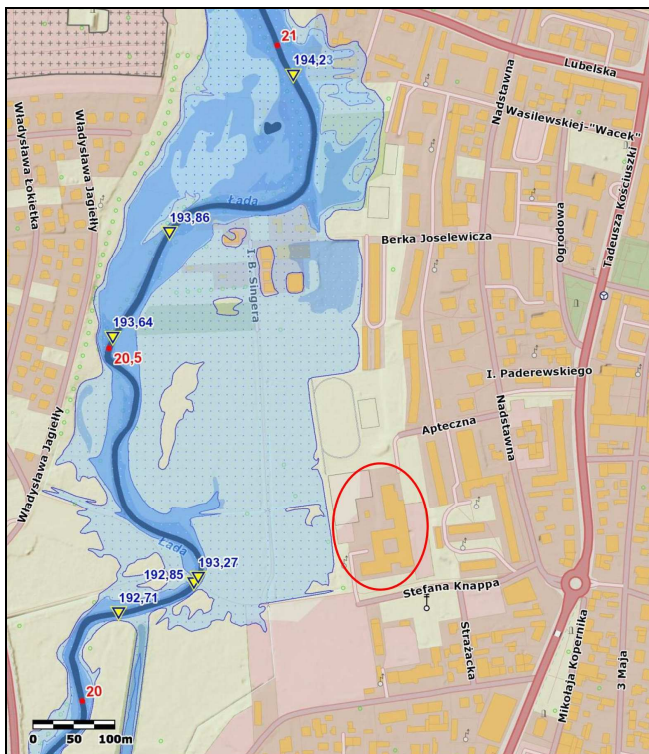 21
194,23
Lubelska
Nadstawna
Wasilewskiej-"Wacek"
Władysława Łokietka
Władysława Jagiełły
Tadeusza Kościuszki
Łada
193,86
Berka Joselewicza
Ogrodowa
I. B. Singera
193,64
20,5
I. Paderewskiego
Władysława Jagiełły
Apteczna
Nadstawna
Łada
193,27
192,85
Stefana Knappa
192,71
Strażacka
Mikołaja Kopernika
3 Maja
20
0 50 100m